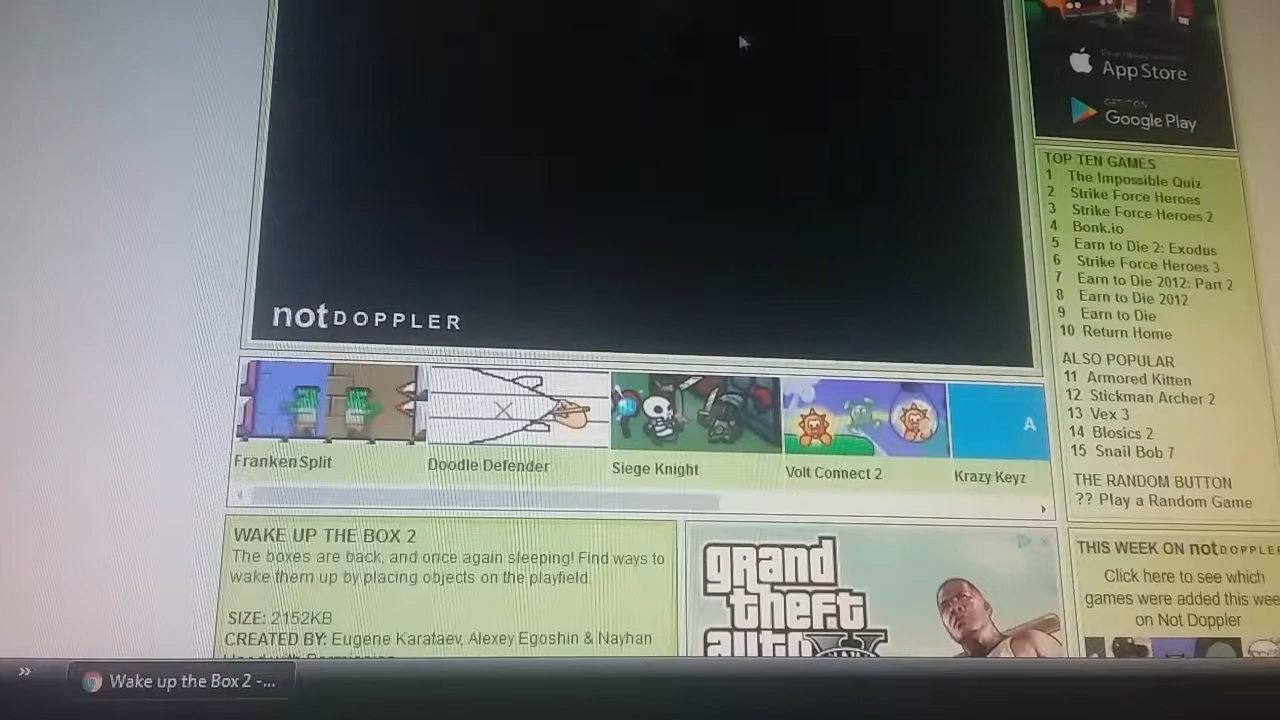 App Store
GET IT ON
Google Play
TOP TEN GAMES
1 The Impossible Quiz
2 Strike Force Heroes
3 Strike Force Heroes 2
4 Bonk.io
5 Earn to Die 2: Exodus
6 Strike Force Heroes 3
7 Earn to Die 2012: Part 2
8 Earn to Die 2012
9 Earn to Die
10 Return Home
ALSO POPULAR
11 Armored Kitten
12 Stickman Archer 2
13 Vex 3
14 Blosics 2
15 Snail Bob 7
THE RANDOM BUTTON
?? Play a Random Game
notDOPPLER
A
FrankenSplit
Doodle Defender
Siege Knight
Volt Connect 2
Krazy Keyz
WAKE UP THE BOX 2
The boxes are back, and once again sleeping! Find ways to
wake them up by placing objects on the playfield.
SIZE: 2152KB
CREATED BY: Eugene Karataev, Alexey Egoshin & Nayhan
grand
theft
auto V
THIS WEEK ON notDOPPLE
Click here to see which
games were added this wee
on Not Doppler
» Wake up the Box 2 -...